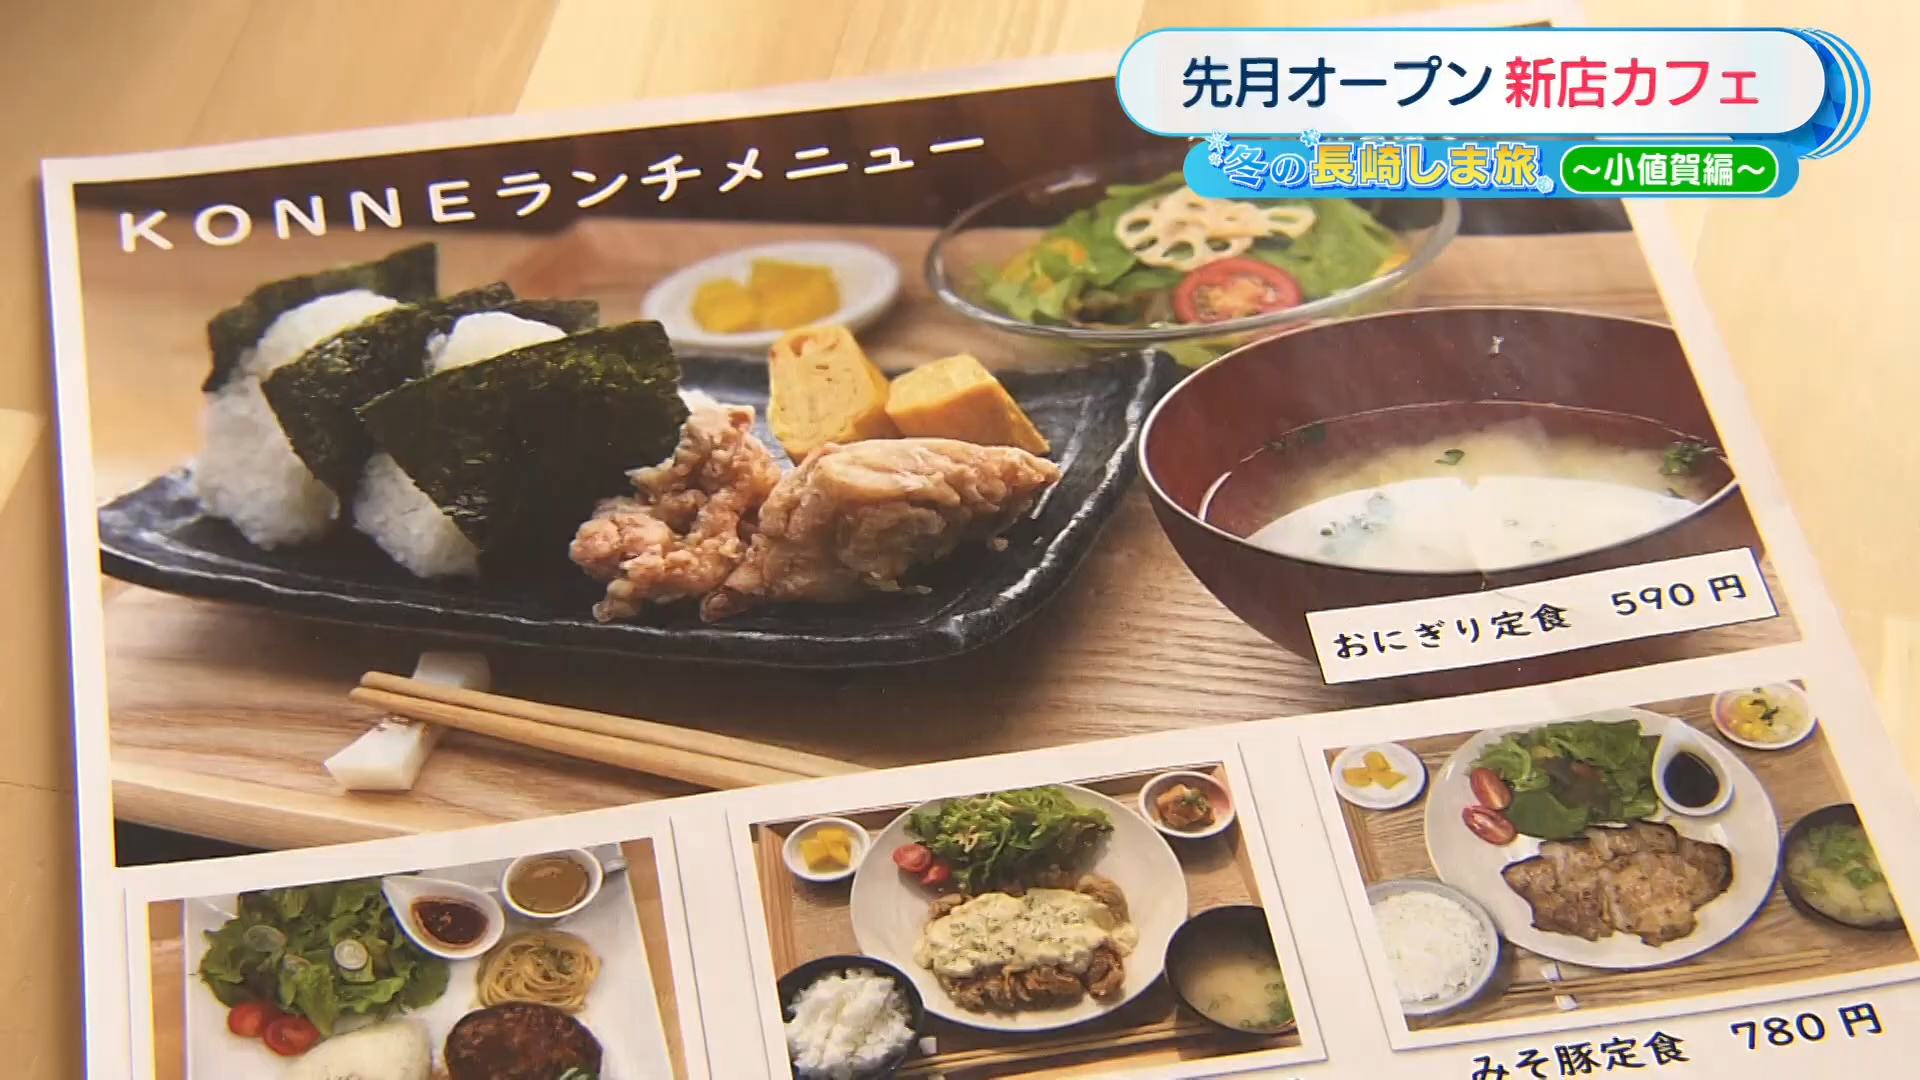 先月オープン 新店カフェ
冬の長崎しま旅 ～小値賀編～
KONNEランチメニュー
おにぎり定食 590円
みそ豚定食 780円